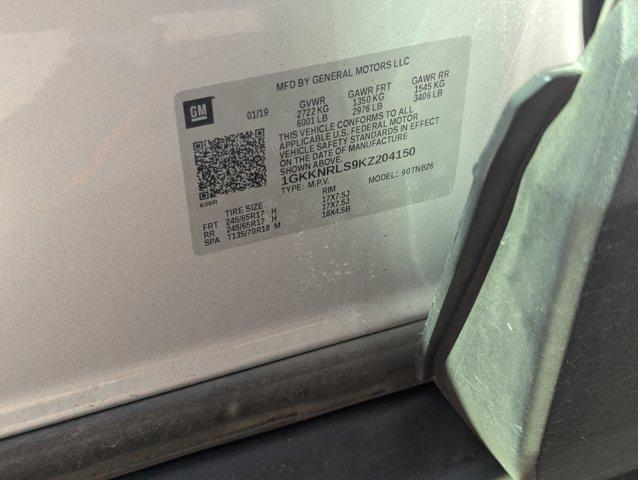 MFD BY GENERAL MOTORS LLC
GM
01/19 GVWR GAWR FRT GAWR RR
2722 KG 1350 KG 1545 KG
6001 LB 2976 LB 3406 LB
THIS VEHICLE CONFORMS TO ALL
APPLICABLE U.S. FEDERAL MOTOR
VEHICLE SAFETY STANDARDS IN EFFECT
ON THE DATE OF MANUFACTURE
SHOWN ABOVE.
1GKKNRLS9KZ204150
TYPE: M.P.V. MODEL: 90TNB26
636R
TIRE SIZE RIM
FRT 245/65R17 H 17X7.5J
RR 245/65R17 H 17X7.5J
SPA T135/70R18 M 18X4.5B